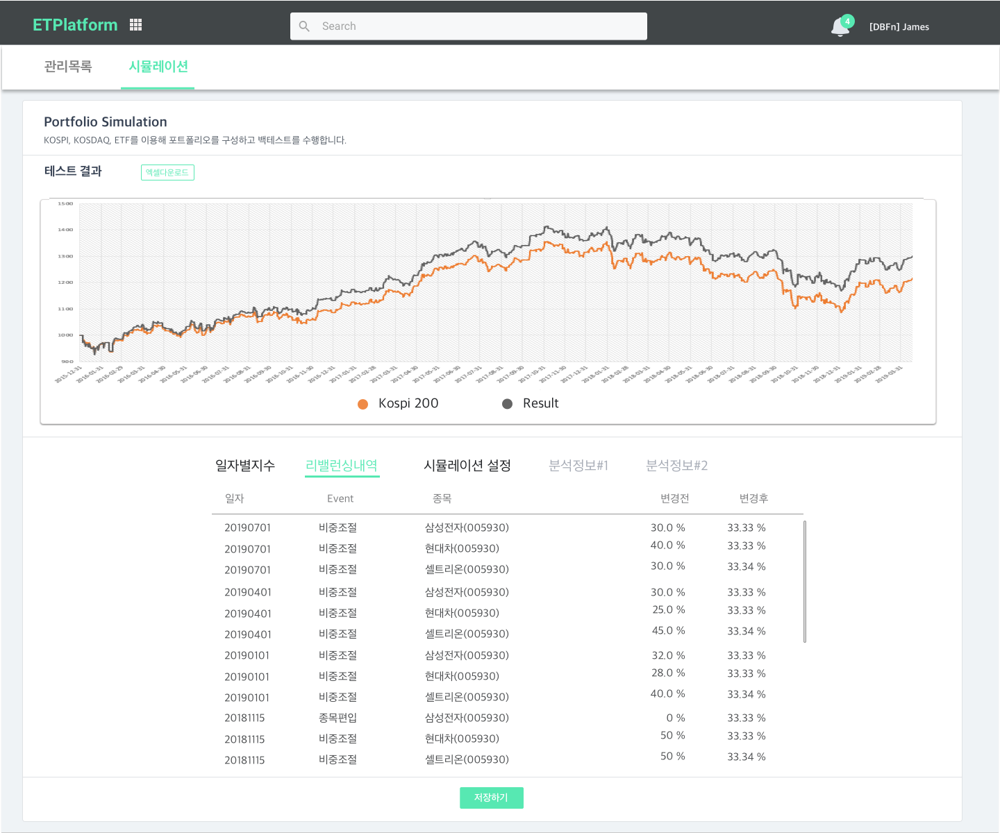 ETPlatform
Search
4
[DBFn] James
관리목록 시뮬레이션
Portfolio Simulation
KOSPI, KOSDAQ, ETF를 이용해 포트폴리오를 구성하고 백테스트를 수행합니다.
테스트 결과 엑셀다운로드
1500
1400
1300
1200
1100
1000
900
2015-12-31 2016-01-31 2016-02-29 2016-03-31 2016-04-30 2016-05-31 2016-06-30 2016-07-31 2016-08-31 2016-09-30 2016-10-31 2016-11-30 2016-12-31 2017-01-31 2017-02-28 2017-03-31 2017-04-30 2017-05-31 2017-06-30 2017-07-31 2017-08-31 2017-09-30 2017-10-31 2017-11-30 2017-12-31 2018-01-31 2018-02-28 2018-03-31 2018-04-30 2018-05-31 2018-06-30 2018-07-31 2018-08-31 2018-09-30 2018-10-31 2018-11-30 2018-12-31 2019-01-31 2019-02-28 2019-03-31
Kospi 200 Result
일자별지수 리밸런싱내역 시뮬레이션 설정 분석정보#1 분석정보#2
일자 Event 종목 변경전 변경후
20190701 비중조절 삼성전자(005930) 30.0 % 33.33 %
20190701 비중조절 현대차(005930) 40.0 % 33.33 %
20190701 비중조절 셀트리온(005930) 30.0 % 33.34 %
20190401 비중조절 삼성전자(005930) 30.0 % 33.33 %
20190401 비중조절 현대차(005930) 25.0 % 33.33 %
20190401 비중조절 셀트리온(005930) 45.0 % 33.34 %
20190101 비중조절 삼성전자(005930) 32.0 % 33.33 %
20190101 비중조절 현대차(005930) 28.0 % 33.33 %
20190101 비중조절 셀트리온(005930) 40.0 % 33.34 %
20181115 종목편입 삼성전자(005930) 0 % 33.33 %
20181115 비중조절 현대차(005930) 50 % 33.33 %
20181115 비중조절 셀트리온(005930) 50 % 33.34 %
저장하기